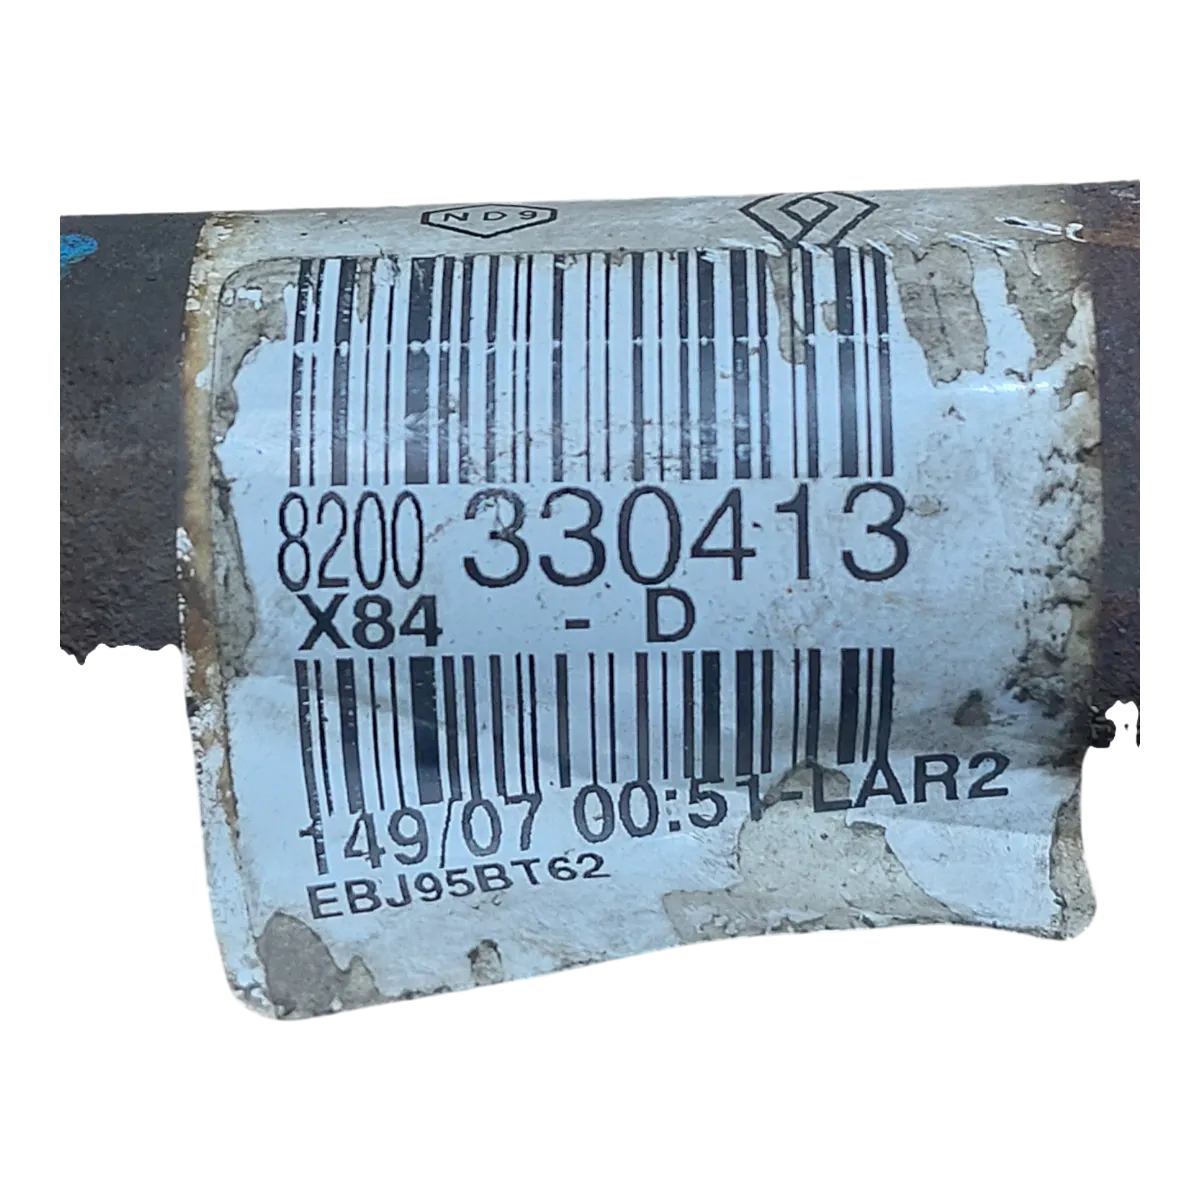 ND9
8200 330413
X84 - D
149/07 00:51-LAR2
EBJ95BT62